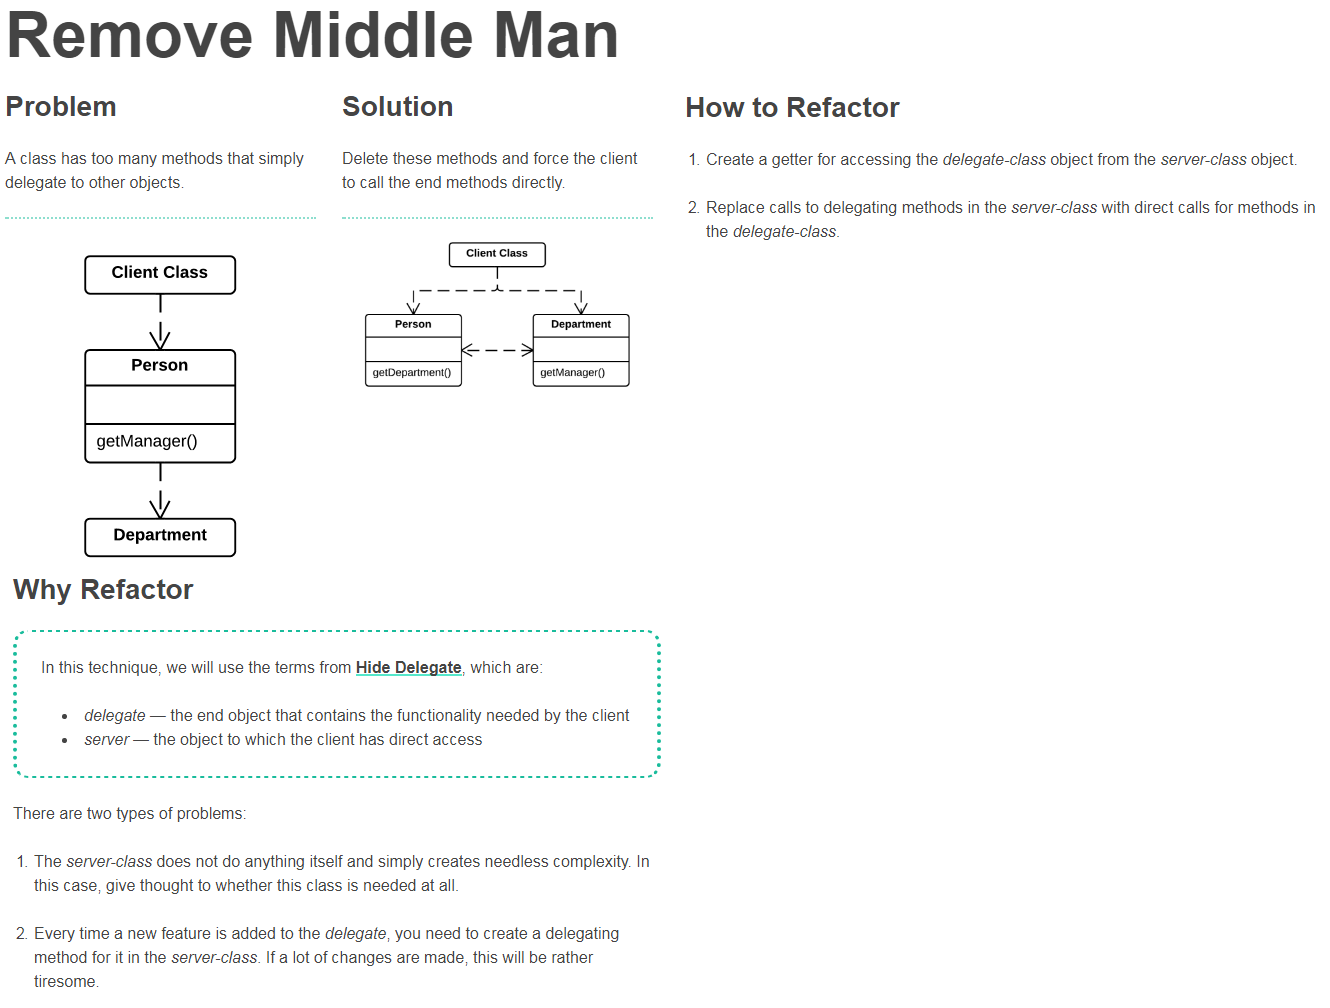 Remove Middle Man
Problem
A class has too many methods that simply
delegate to other objects.
Client Class
Person
getManager()
Department
Solution
Delete these methods and force the client
to call the end methods directly.
Client Class
Person
getDepartment()
Department
getManager()
Why Refactor
In this technique, we will use the terms from Hide Delegate, which are:
• delegate — the end object that contains the functionality needed by the client
• server — the object to which the client has direct access
There are two types of problems:
1. The server-class does not do anything itself and simply creates needless complexity. In
this case, give thought to whether this class is needed at all.
2. Every time a new feature is added to the delegate, you need to create a delegating
method for it in the server-class. If a lot of changes are made, this will be rather
tiresome.
How to Refactor
1. Create a getter for accessing the delegate-class object from the server-class object.
2. Replace calls to delegating methods in the server-class with direct calls for methods in
the delegate-class.